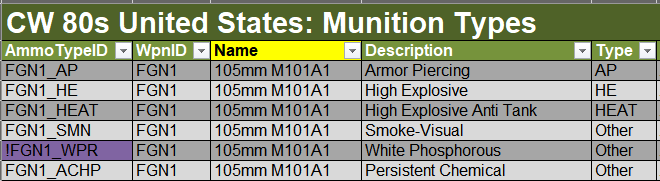 CW 80s United States: Munition Types
AmmoTypeID WpnID Name Description Type
FGN1_AP FGN1 105mm M101A1 Armor Piercing AP
FGN1_HE FGN1 105mm M101A1 High Explosive HE
FGN1_HEAT FGN1 105mm M101A1 High Explosive Anti Tank HEAT
FGN1_SMN FGN1 105mm M101A1 Smoke-Visual Other
!FGN1_WPR FGN1 105mm M101A1 White Phosphorous Other
FGN1_ACHP FGN1 105mm M101A1 Persistent Chemical Other